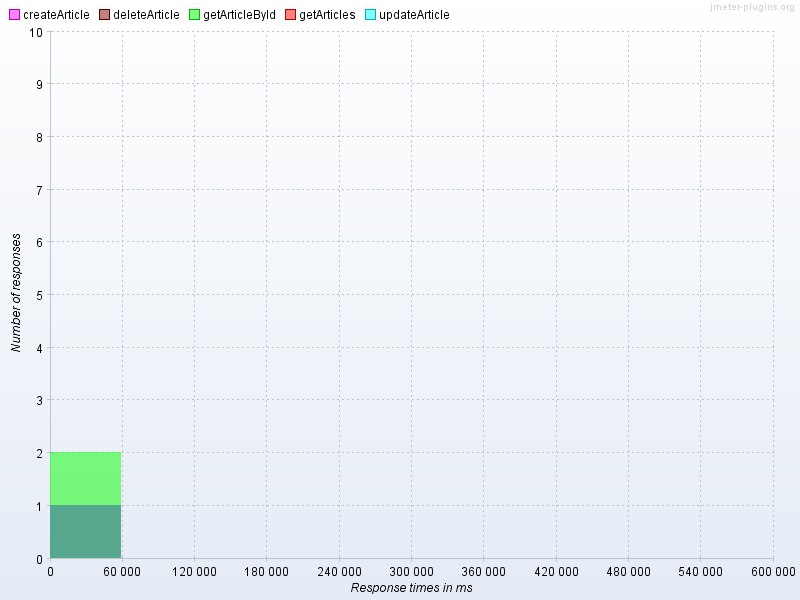 createArticle deleteArticle getArticleById getArticles updateArticle
jmeter-plugins.org
10
9
8
7
6
5
4
3
2
1
0
Number of responses
0 60 000 120 000 180 000 240 000 300 000 360 000 420 000 480 000 540 000 600 000
Response times in ms